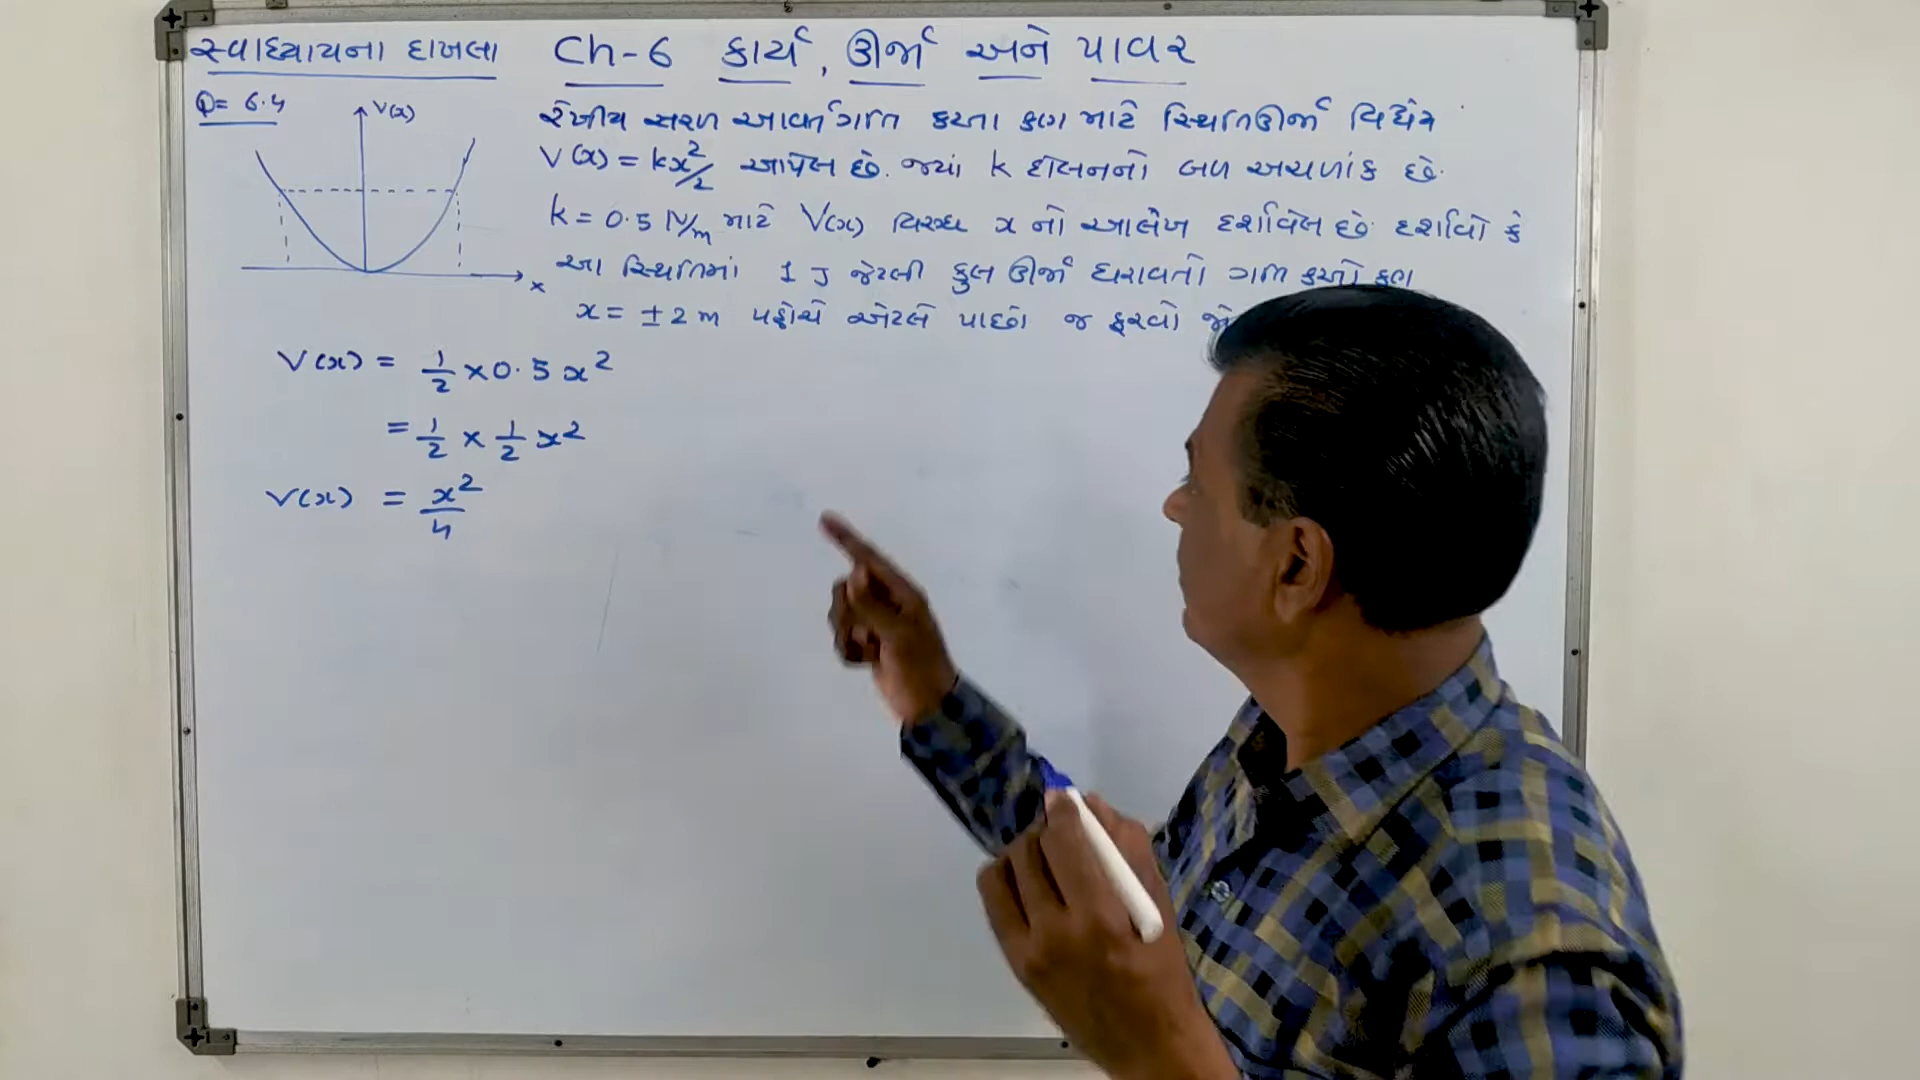 સ્વાધ્યાયના દાખલા Ch-6 કાર્ય, ઊર્જા અને પાવર
Q= 6.4
V(x)
x
રેખીય સરળ આવર્તગતિ કરતા કણ માટે સ્થિતિઊર્જા વિધેય
V(x) = kx²/2 આપેલ છે. જ્યાં k દોલનનો બળ અચળાંક છે.
k = 0.5 N/m માટે V(x) વિરુધ્ધ x નો આલેખ દર્શાવેલ છે. દર્શાવો કે
આ સ્થિતિમાં 1 J જેટલી કુલ ઊર્જા ધરાવતો ગતિ કરતો કણ
x = ±2 m પહોંચે એટલે પાછો જ ફરવો
V(x) = 1/2 × 0.5 x²
= 1/2 × 1/2 x²
V(x) = x²/4